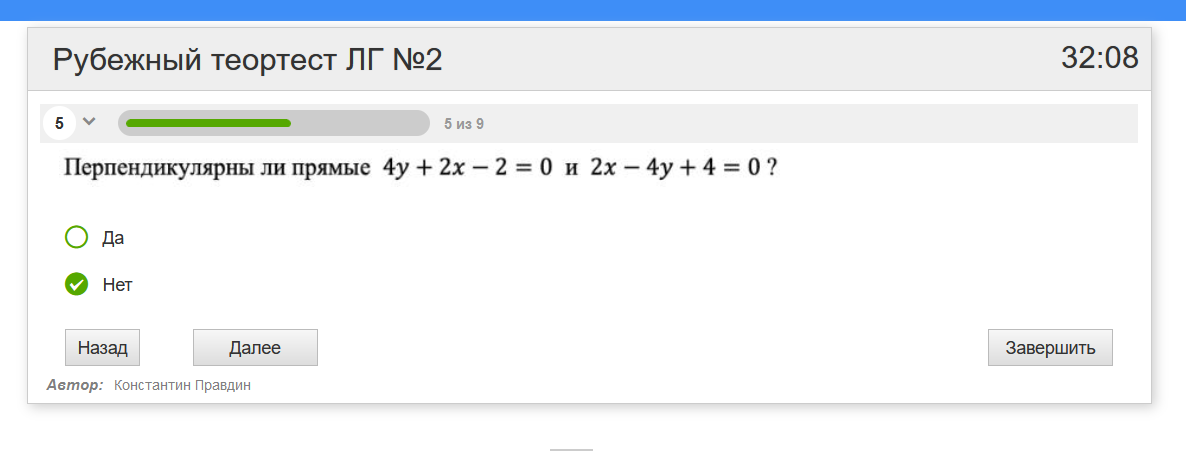 Рубежный теортест ЛГ №2
32:08
5
5 из 9
Перпендикулярны ли прямые 4y + 2x − 2 = 0 и 2x − 4y + 4 = 0 ?
Да
Нет
Назад Далее Завершить
Автор: Константин Правдин